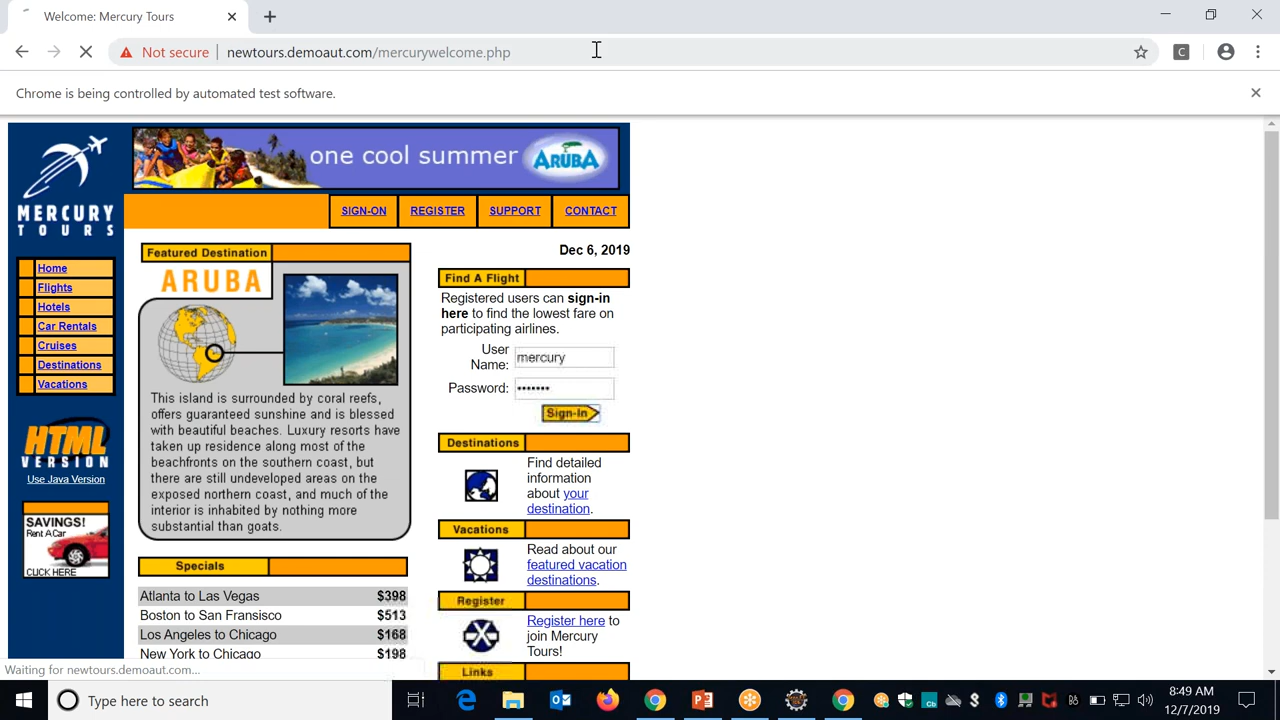 Welcome: Mercury Tours
Not secure
newtours.demoaut.com/mercurywelcome.php
C
Chrome is being controlled by automated test software.
MERCURY
TOURS
one cool summer
ARUBA
SIGN-ON
REGISTER
SUPPORT
CONTACT
Dec 6, 2019
Home
Flights
Hotels
Car Rentals
Cruises
Destinations
Vacations
HTML
VERSION
Use Java Version
SAVINGS!
Rent A Car
CLICK HERE
Featured Destination
ARUBA
This island is surrounded by coral reefs,
offers guaranteed sunshine and is blessed
with beautiful beaches. Luxury resorts have
taken up residence along most of the
beachfronts on the southern coast, but
there are still undeveloped areas on the
exposed northern coast, and much of the
interior is inhabited by nothing more
substantial than goats.
Specials
Atlanta to Las Vegas $398
Boston to San Fransisco $513
Los Angeles to Chicago $168
New York to Chicago $198
Find A Flight
Registered users can sign-in
here to find the lowest fare on
participating airlines.
User
Name: mercury
Password: •••••••
Sign-In
Destinations
Find detailed
information
about your
destination.
Vacations
Read about our
featured vacation
destinations.
Register
Register here to
join Mercury
Tours!
Links
Waiting for newtours.demoaut.com...
Type here to search
Cb
8:49 AM
12/7/2019